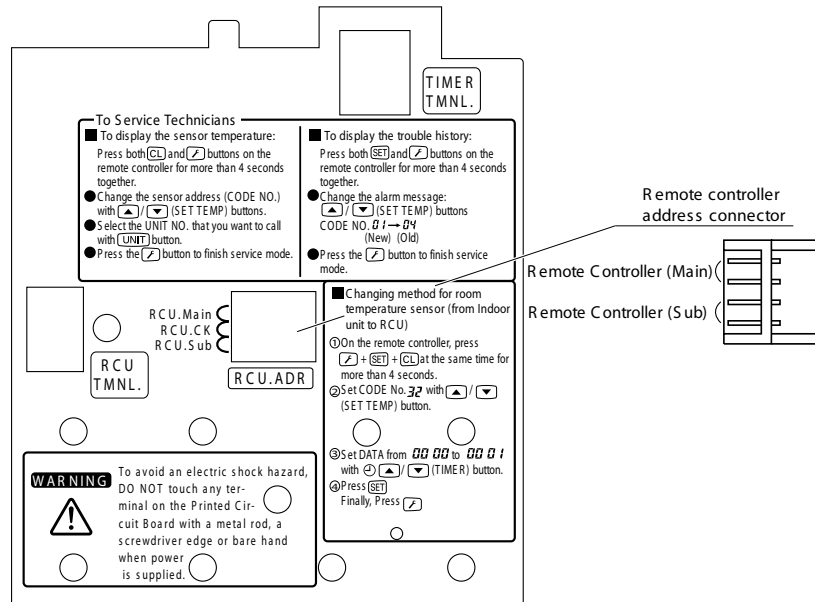 TIMER
TMNL.
To Service Technicians
■ To display the sensor temperature:
Press both CL and buttons on the
remote controller for more than 4 seconds
together.
● Change the sensor address (CODE NO.)
with ▲ / ▼ (SET TEMP) buttons.
● Select the UNIT NO. that you want to call
with UNIT button.
● Press the button to finish service mode.
■ To display the trouble history:
Press both SET and buttons on the
remote controller for more than 4 seconds
together.
● Change the alarm message:
▲ / ▼ (SET TEMP) buttons
CODE NO. 01 → 04
(New) (Old)
● Press the button to finish service
mode.
Remote controller
address connector
Remote Controller (Main)
Remote Controller (Sub)
RCU.Main
RCU.CK
RCU.Sub
RCU
TMNL.
RCU.ADR
■ Changing method for room
temperature sensor (from Indoor
unit to RCU)
① On the remote controller, press
+ SET + CL at the same time for
more than 4 seconds.
② Set CODE No. 32 with ▲ / ▼
(SET TEMP) button.
③ Set DATA from 00 00 to 00 01
with ▲ / ▼ (TIMER) button.
④ Press SET
Finally, Press
WARNING
To avoid an electric shock hazard,
DO NOT touch any ter-
minal on the Printed Cir-
cuit Board with a metal rod, a
screwdriver edge or bare hand
when power
is supplied.